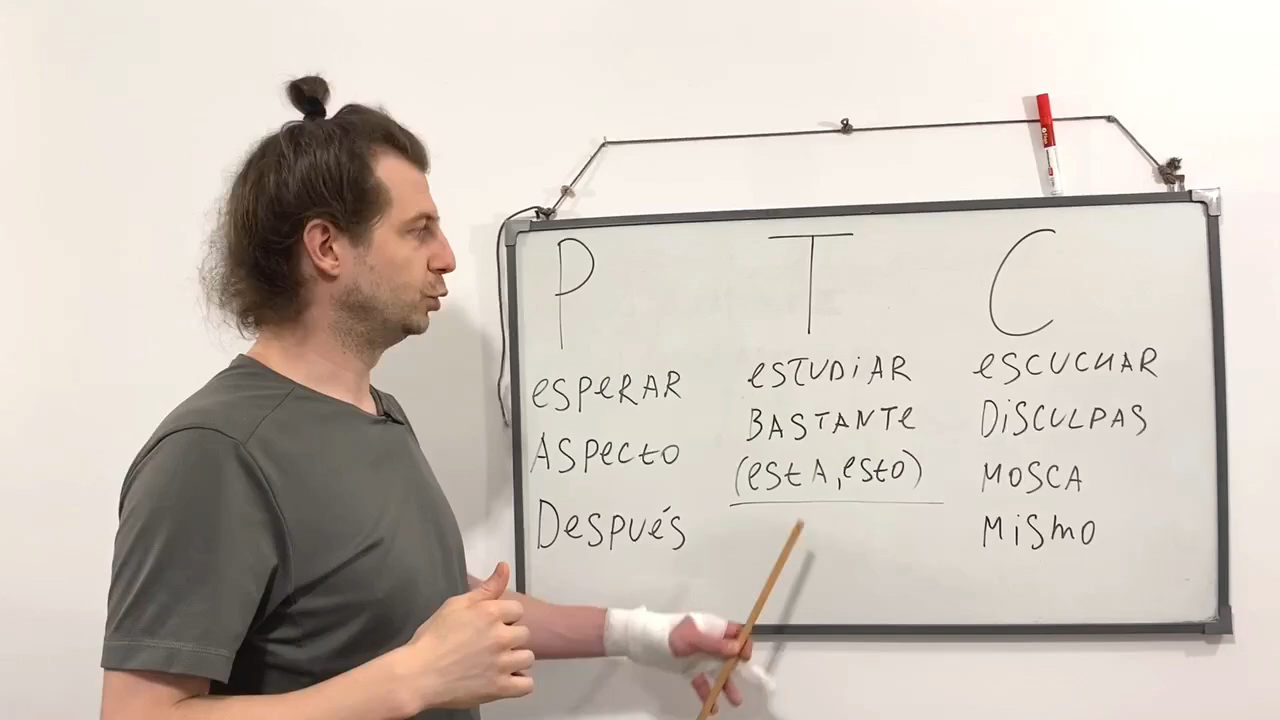 P T C
esperar
Aspecto
Después
estudiar
Bastante
(esta, esto)
escuchar
Disculpas
Mosca
Mismo